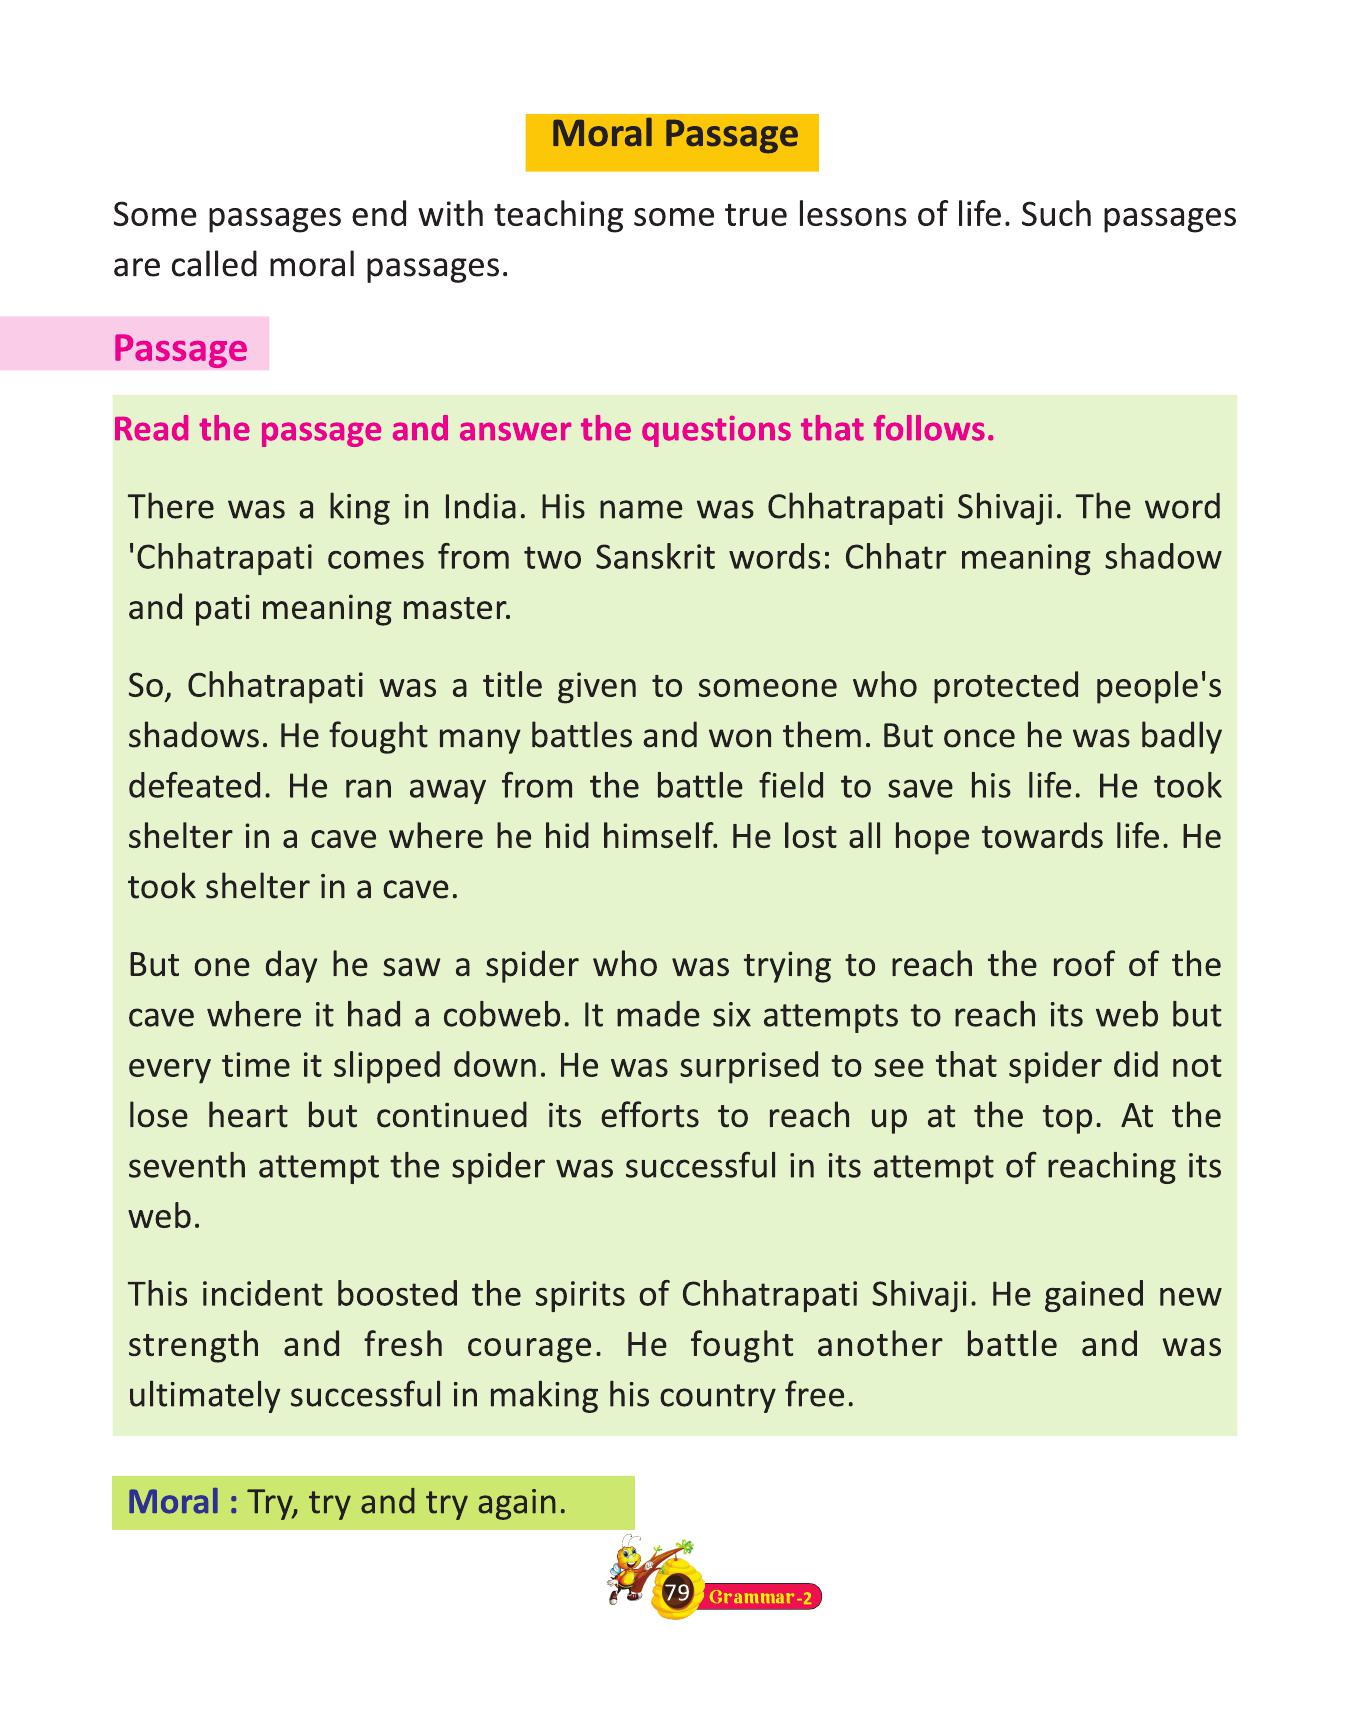 Moral Passage
Some passages end with teaching some true lessons of life. Such passages
are called moral passages.
Passage
Read the passage and answer the questions that follows.
There was a king in India. His name was Chhatrapati Shivaji. The word
'Chhatrapati comes from two Sanskrit words: Chhatr meaning shadow
and pati meaning master.
So, Chhatrapati was a title given to someone who protected people's
shadows. He fought many battles and won them. But once he was badly
defeated. He ran away from the battle field to save his life. He took
shelter in a cave where he hid himself. He lost all hope towards life. He
took shelter in a cave.
But one day he saw a spider who was trying to reach the roof of the
cave where it had a cobweb. It made six attempts to reach its web but
every time it slipped down. He was surprised to see that spider did not
lose heart but continued its efforts to reach up at the top. At the
seventh attempt the spider was successful in its attempt of reaching its
web.
This incident boosted the spirits of Chhatrapati Shivaji. He gained new
strength and fresh courage. He fought another battle and was
ultimately successful in making his country free.
Moral : Try, try and try again.
79 Grammar-2